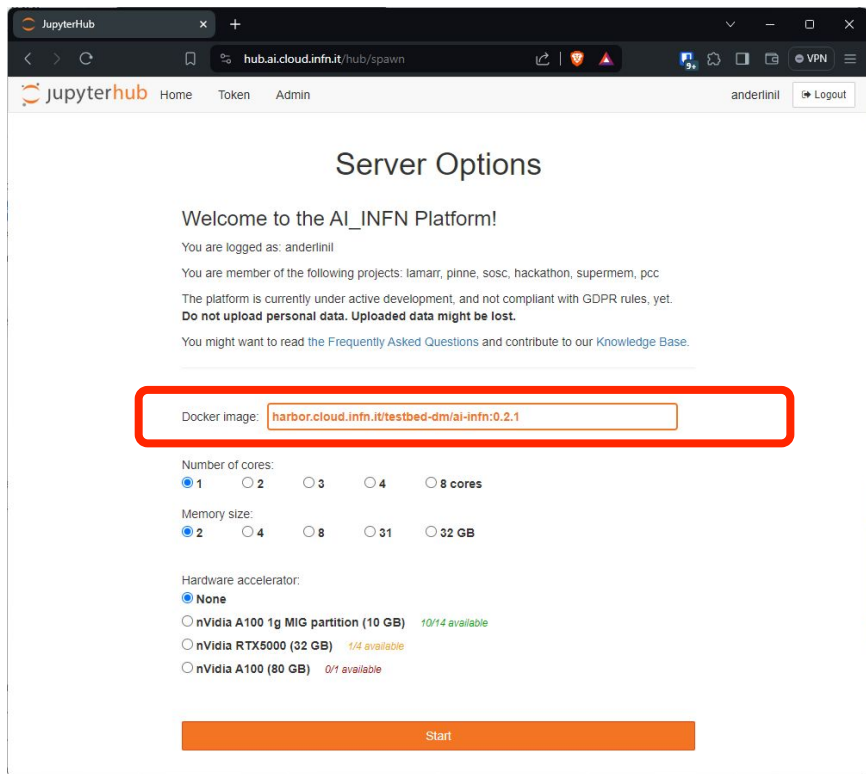 JupyterHub
hub.ai.cloud.infn.it/hub/spawn
9+
VPN
jupyterhub Home Token Admin anderlinil Logout
Server Options
Welcome to the AI_INFN Platform!
You are logged as: anderlinil
You are member of the following projects: lamarr, pinne, sosc, hackathon, supermem, pcc
The platform is currently under active development, and not compliant with GDPR rules, yet.
Do not upload personal data. Uploaded data might be lost.
You might want to read the Frequently Asked Questions and contribute to our Knowledge Base.
Docker image: harbor.cloud.infn.it/testbed-dm/ai-infn:0.2.1
Number of cores:
1 2 3 4 8 cores
Memory size:
2 4 8 31 32 GB
Hardware accelerator:
None
nVidia A100 1g MIG partition (10 GB) 10/14 available
nVidia RTX5000 (32 GB) 1/4 available
nVidia A100 (80 GB) 0/1 available
Start